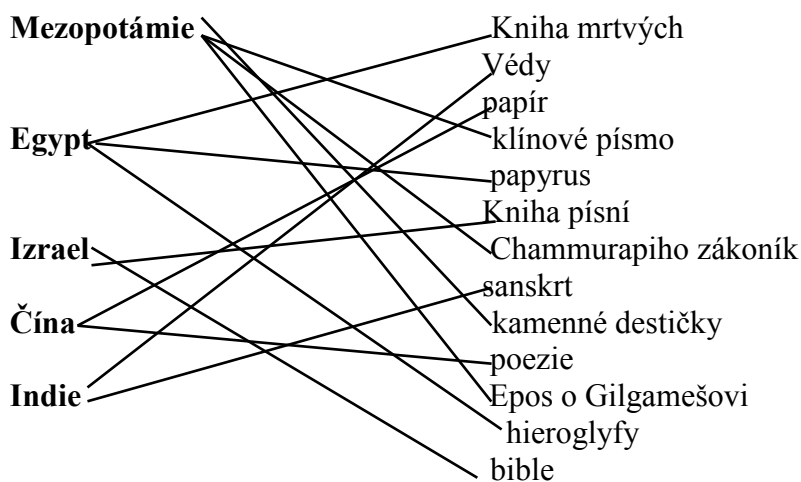 Mezopotámie
Egypt
Izrael
Čína
Indie
Kniha mrtvých
Védy
papír
klínové písmo
papyrus
Kniha písní
Chammurapiho zákoník
sanskrt
kamenné destičky
poezie
Epos o Gilgamešovi
hieroglyfy
bible